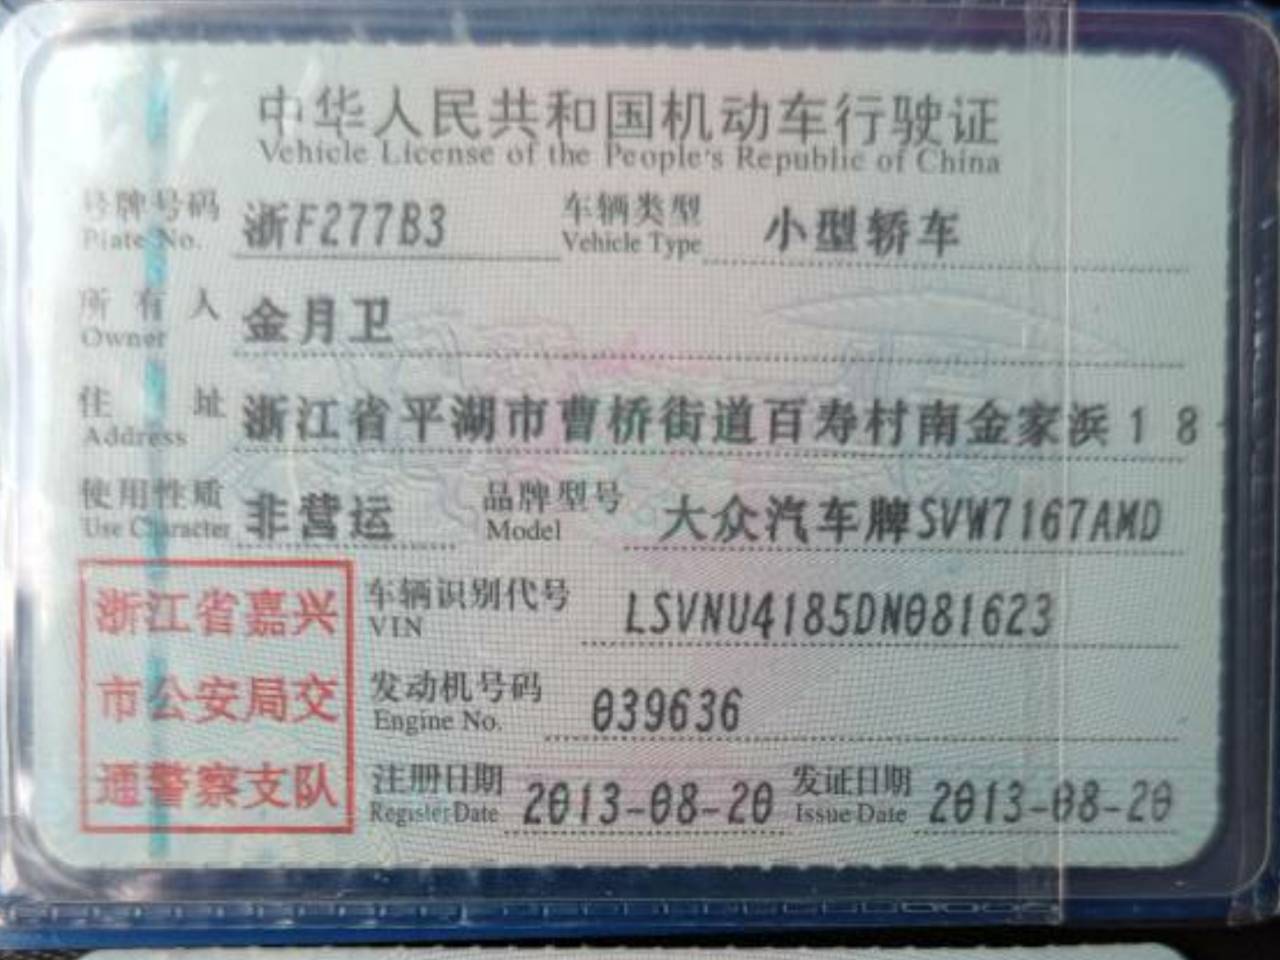 中华人民共和国机动车行驶证
Vehicle License of the People's Republic of China
号牌号码 浙F277B3 车辆类型 小型轿车
Plate No. Vehicle Type
所有人 金月卫
Owner
住址 浙江省平湖市曹桥街道百寿村南金家浜18
Address
使用性质 非营运 品牌型号 大众汽车牌SVW7167AMD
Use Character Model
浙江省嘉兴
市公安局交
通警察支队
车辆识别代号 LSVNU4185DN081623
VIN
发动机号码 039636
Engine No.
注册日期 2013-08-20 发证日期 2013-08-20
Register Date Issue Date